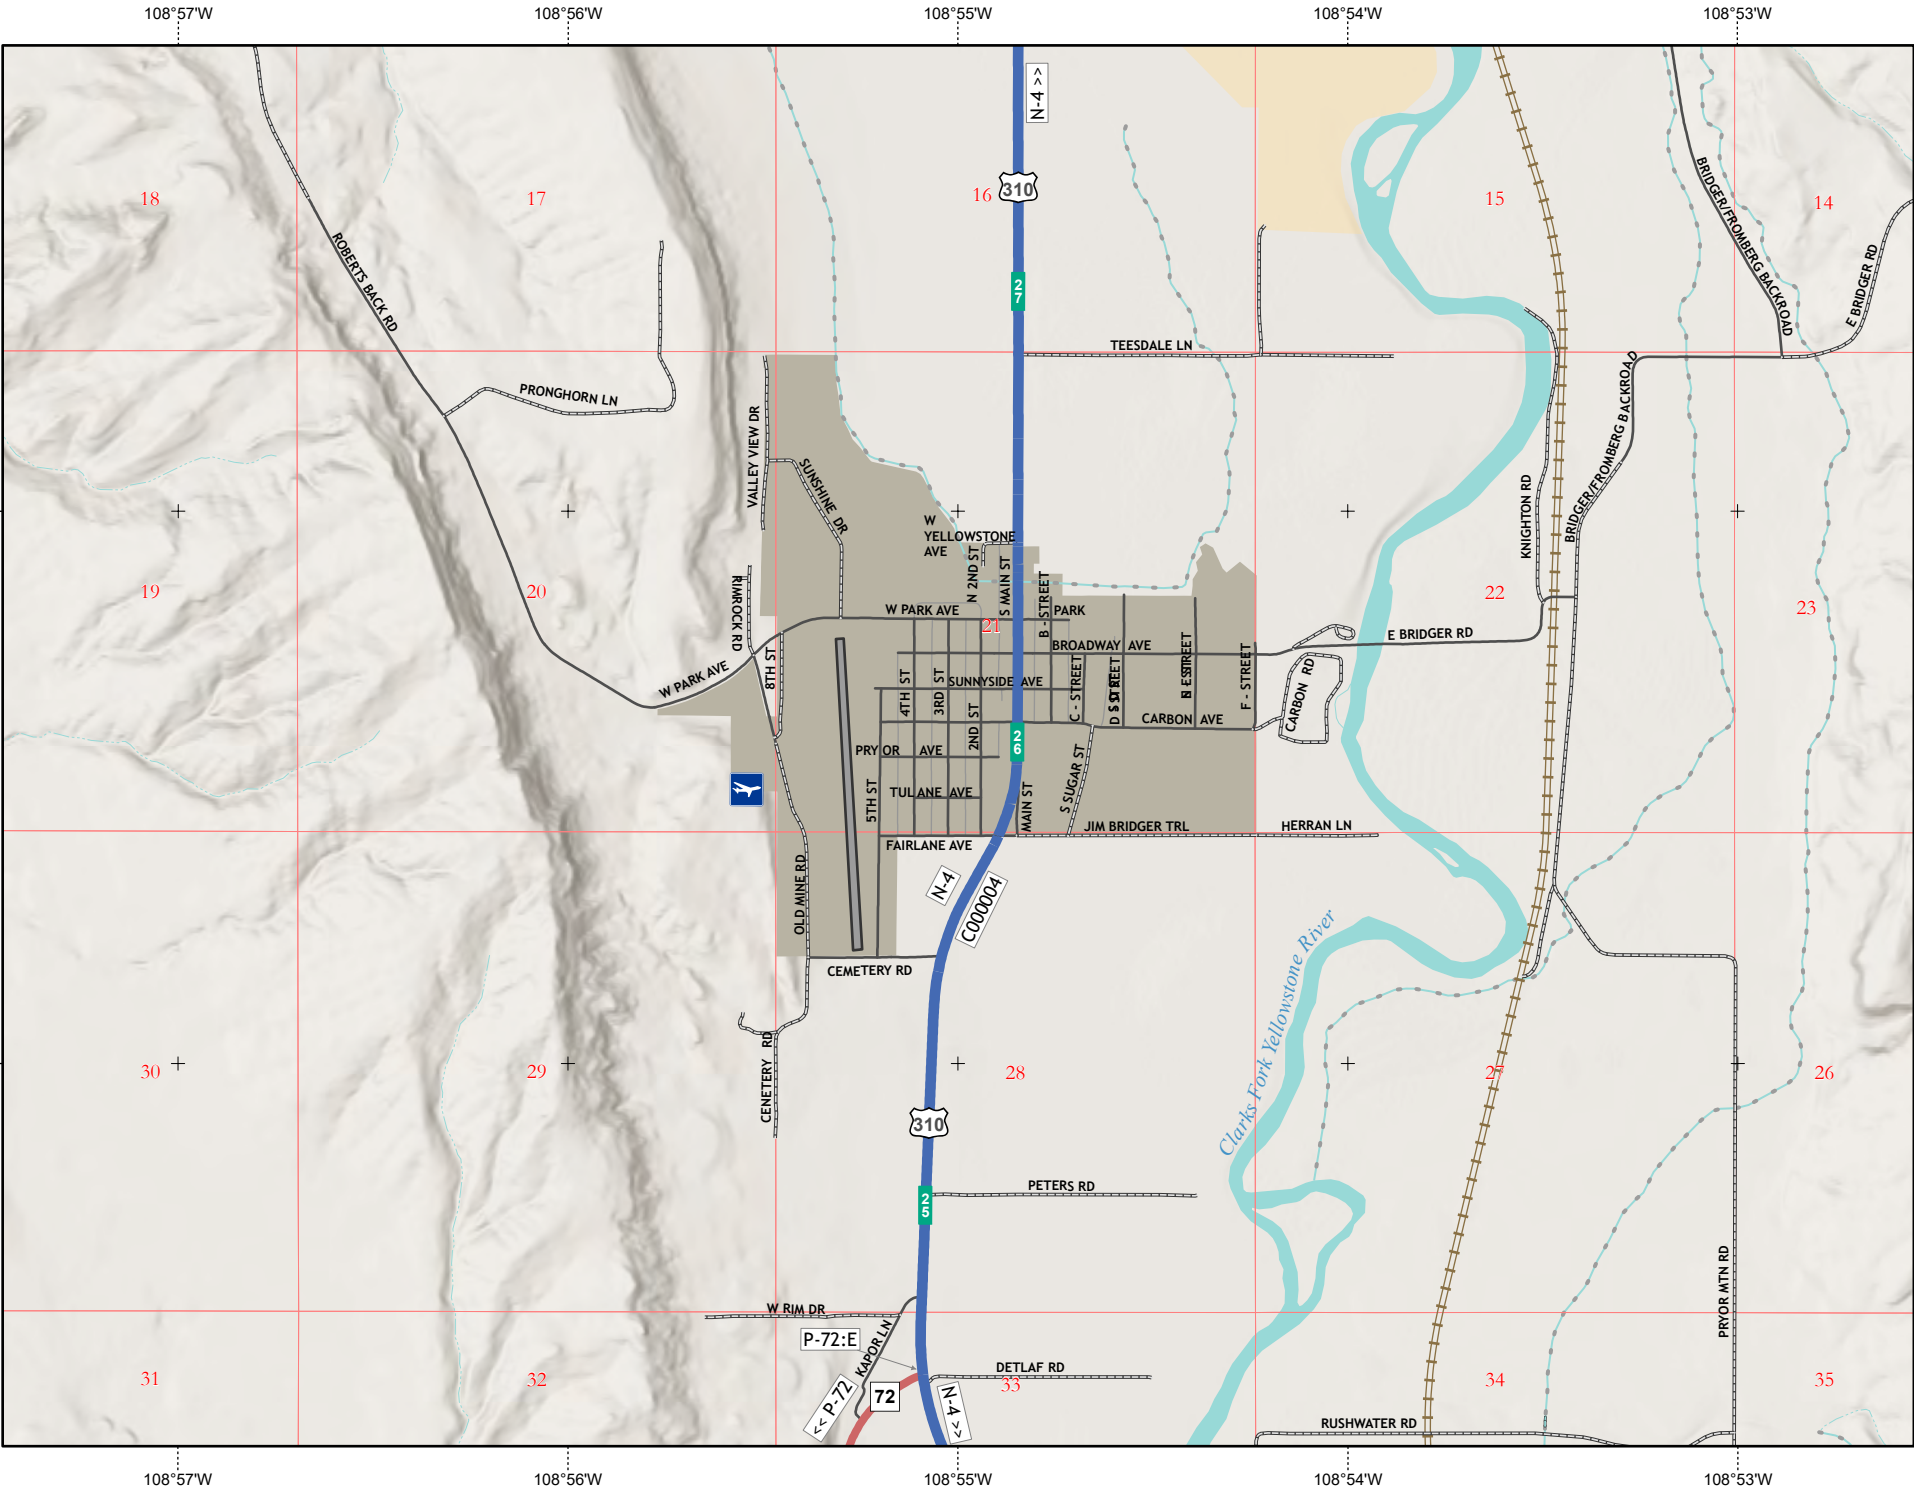 108°57'W
108°56'W
108°55'W
108°54'W
108°53'W
N-4 >>
310
18
17
16
15
14
BRIDGER/FROMBERG BACKROAD
E BRIDGER RD
ROBERTS BACK RD
27
TEESDALE LN
PRONGHORN LN
VALLEY VIEW DR
SUNSHINE DR
BRIDGER/FROMBERG BACKROAD
KNIGHTON RD
W
YELLOWSTONE
AVE
N 2ND ST
S MAIN ST
B - STREET
RIMROCK RD
19
20
21
22
23
W PARK AVE
PARK
BROADWAY AVE
E BRIDGER RD
8TH ST
W PARK AVE
4TH ST
3RD ST
SUNNYSIDE AVE
C - STREET
F - STREET
CARBON RD
2ND ST
CARBON AVE
26
PRYOR AVE
S SUGAR ST
5TH ST
TULANE AVE
MAIN ST
JIM BRIDGER TRL
HERRAN LN
FAIRLANE AVE
OLD MINE RD
N-4
C000004
CEMETERY RD
Clarks Fork Yellowstone River
CENETERY RD
30
29
28
27
26
310
PETERS RD
25
PRYOR MTN RD
W RIM DR
P-72:E
KAPOR LN
DETLAF RD
31
32
33
34
35
<< P-72
72
N-4 >>
RUSHWATER RD
108°57'W
108°56'W
108°55'W
108°54'W
108°53'W